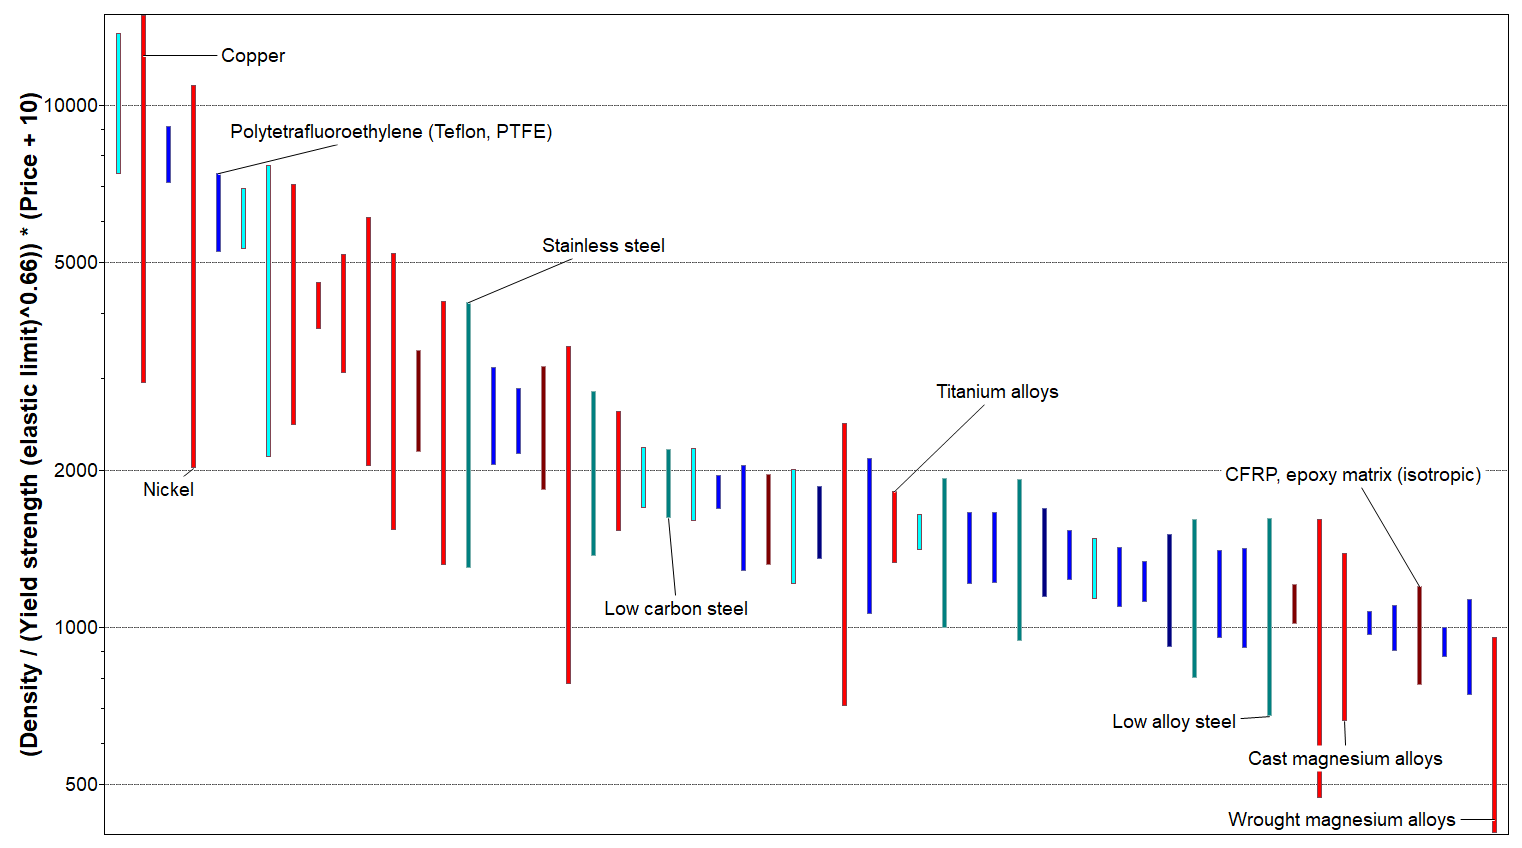 (Density / (Yield strength (elastic limit)^0.66)) * (Price + 10)
Copper
10000
Polytetrafluoroethylene (Teflon, PTFE)
Stainless steel
5000
Titanium alloys
2000
CFRP, epoxy matrix (isotropic)
Nickel
Low carbon steel
1000
Low alloy steel
Cast magnesium alloys
500
Wrought magnesium alloys